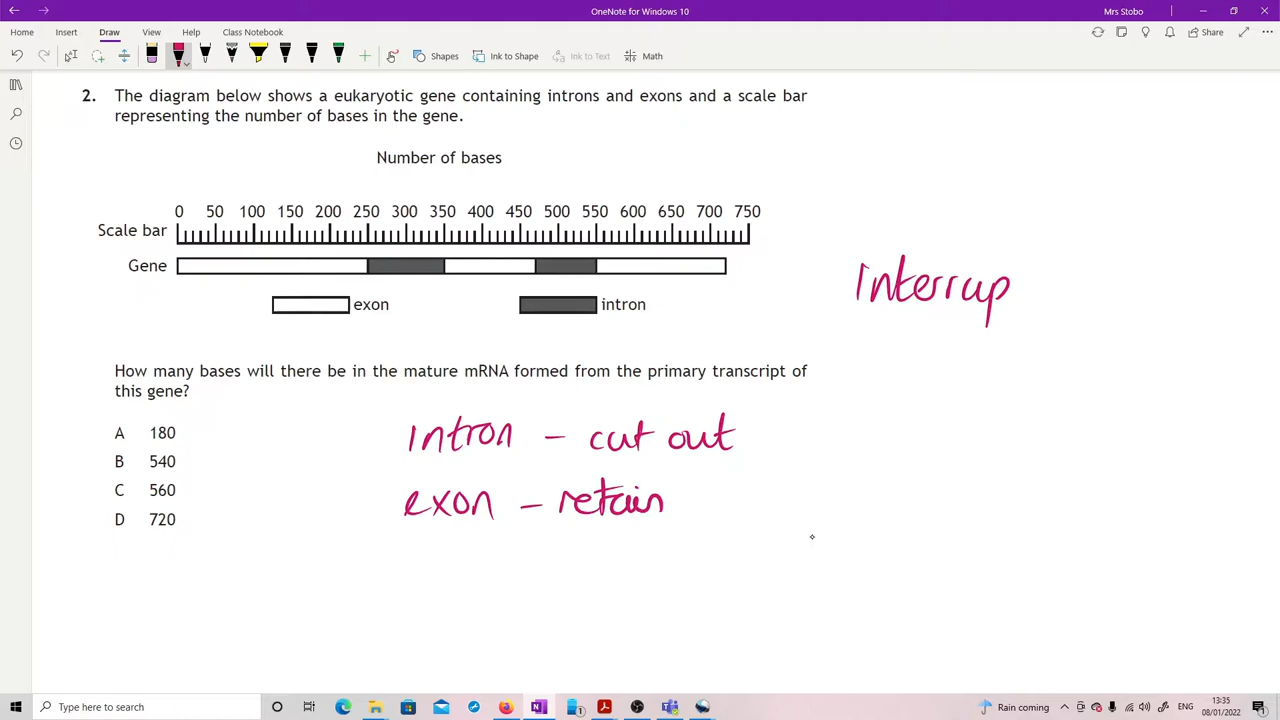 OneNote for Windows 10
Mrs Stobo
Home Insert Draw View Help Class Notebook
Share
Shapes Ink to Shape Ink to Text Math
2. The diagram below shows a eukaryotic gene containing introns and exons and a scale bar
representing the number of bases in the gene.
Number of bases
0 50 100 150 200 250 300 350 400 450 500 550 600 650 700 750
Scale bar
Gene
exon intron
Interrup
How many bases will there be in the mature mRNA formed from the primary transcript of
this gene?
A 180
B 540
C 560
D 720
intron - cut out
exon - retain
Type here to search
Rain coming
ENG
13:35
08/01/2022